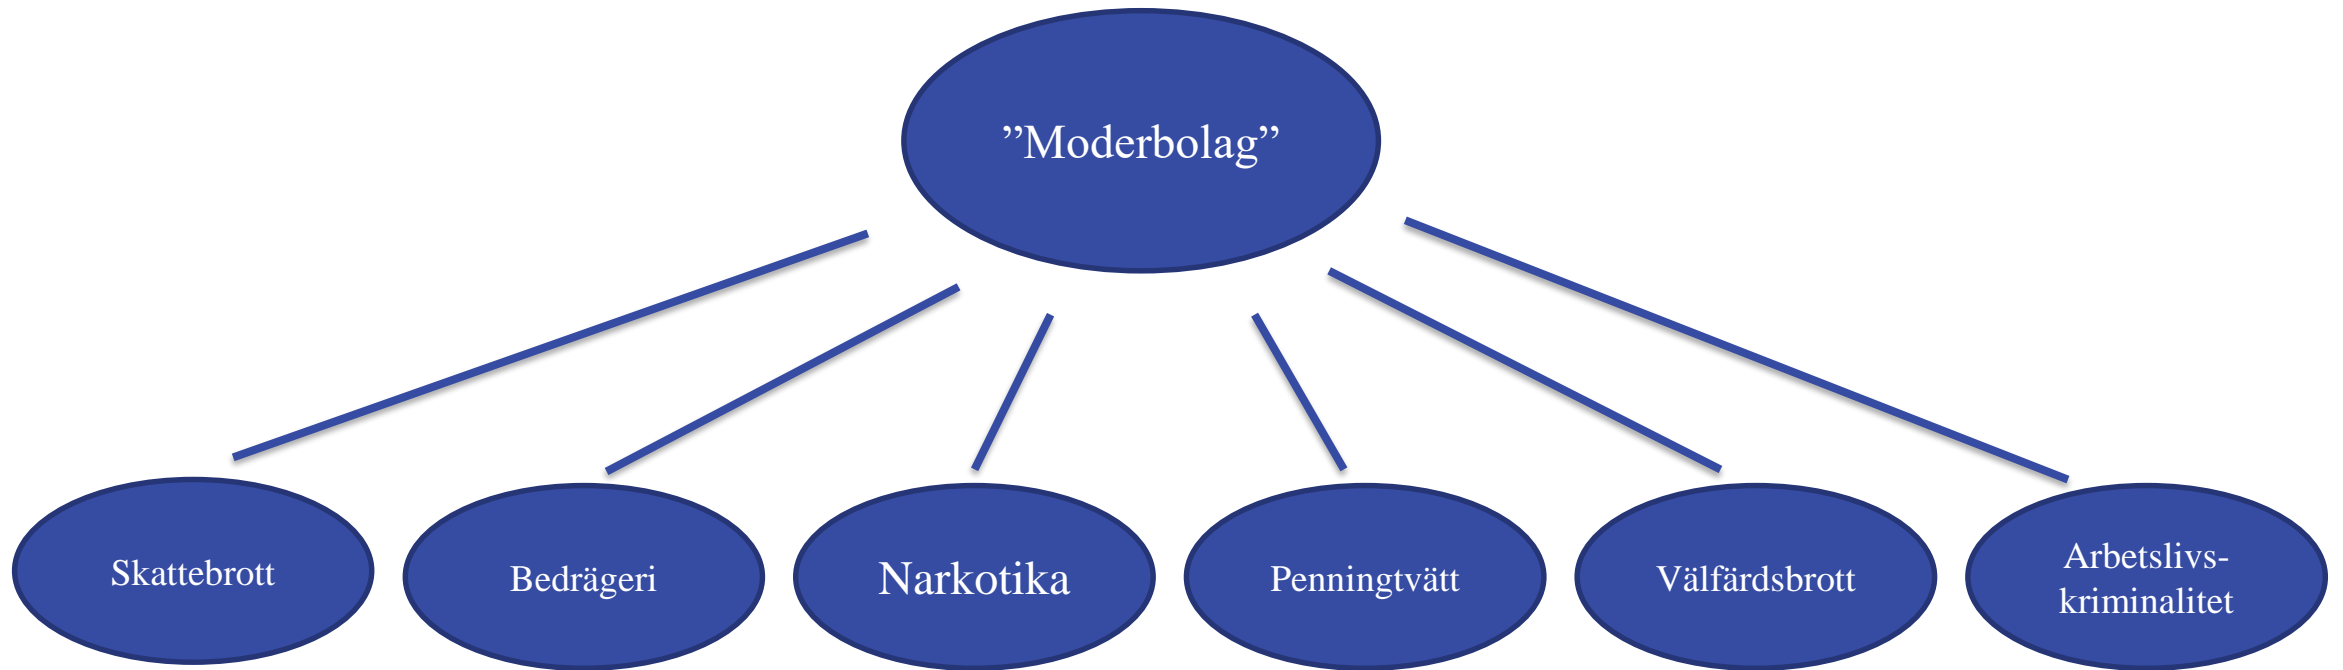 ”Moderbolag”
Skattebrott
Bedrägeri
Narkotika
Penningtvätt
Välfärdsbrott
Arbetslivs-
kriminalitet